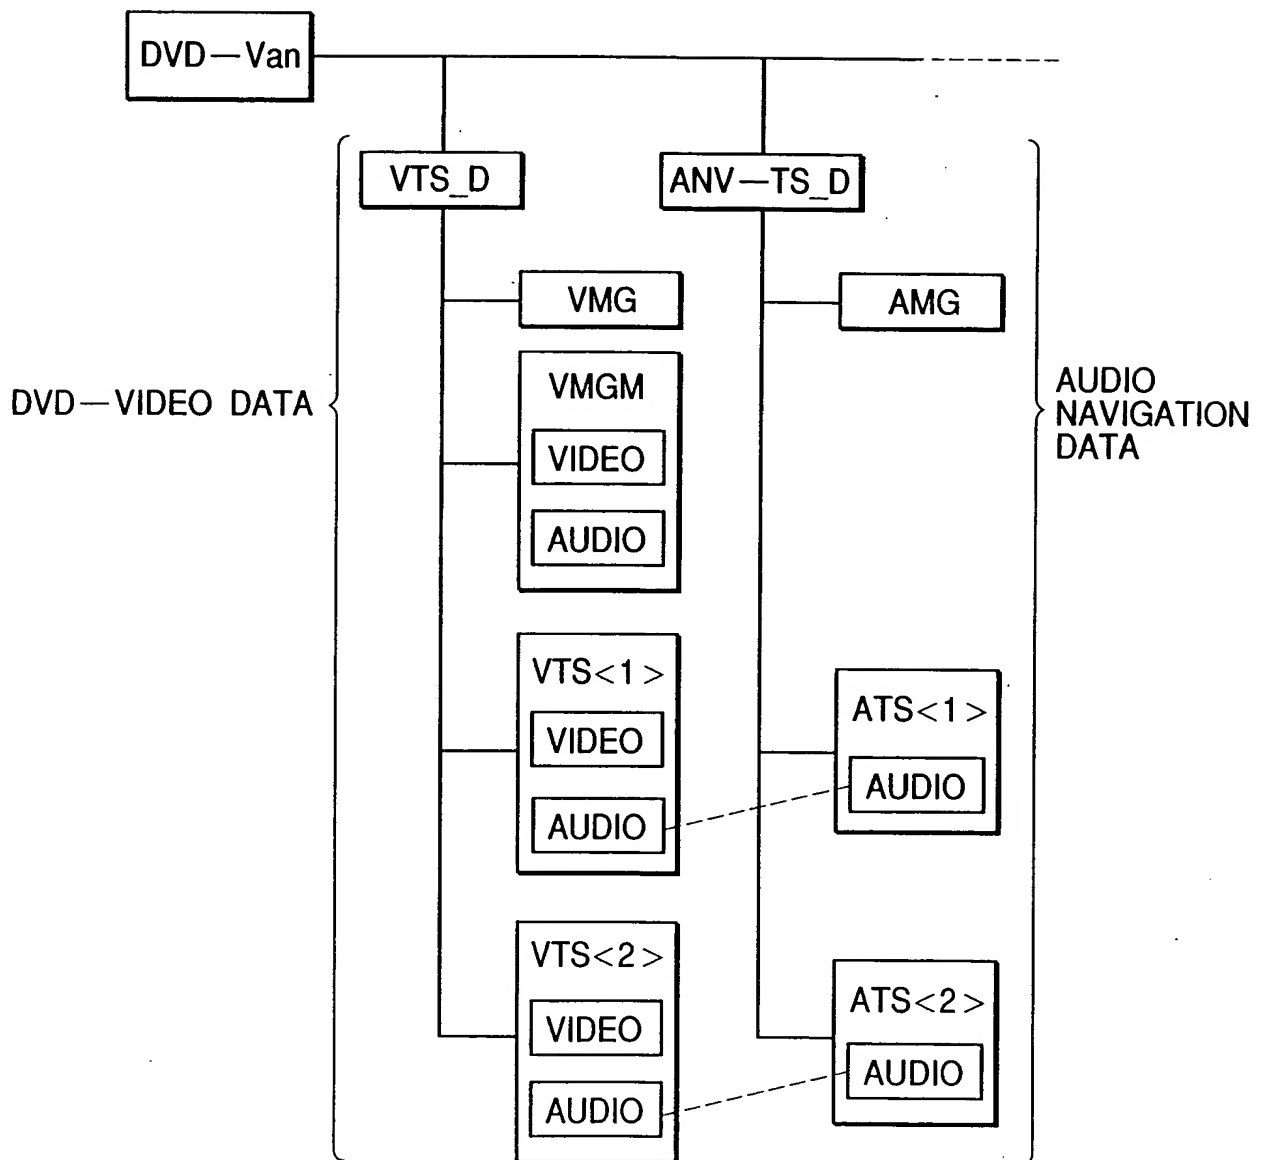 DVD—Van
VTS_D
ANV—TS_D
VMG
AMG
VMGM
VIDEO
AUDIO
DVD—VIDEO DATA
AUDIO
NAVIGATION
DATA
VTS<1>
VIDEO
AUDIO
ATS<1>
AUDIO
VTS<2>
VIDEO
AUDIO
ATS<2>
AUDIO